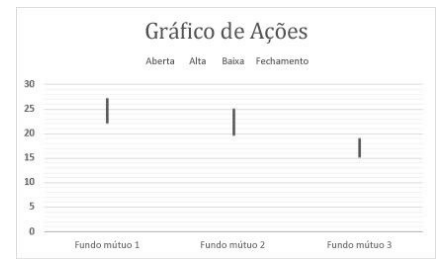 Gráfico de Ações
Aberta Alta Baixa Fechamento
30
25
20
15
10
5
0
Fundo mútuo 1 Fundo mútuo 2 Fundo mútuo 3